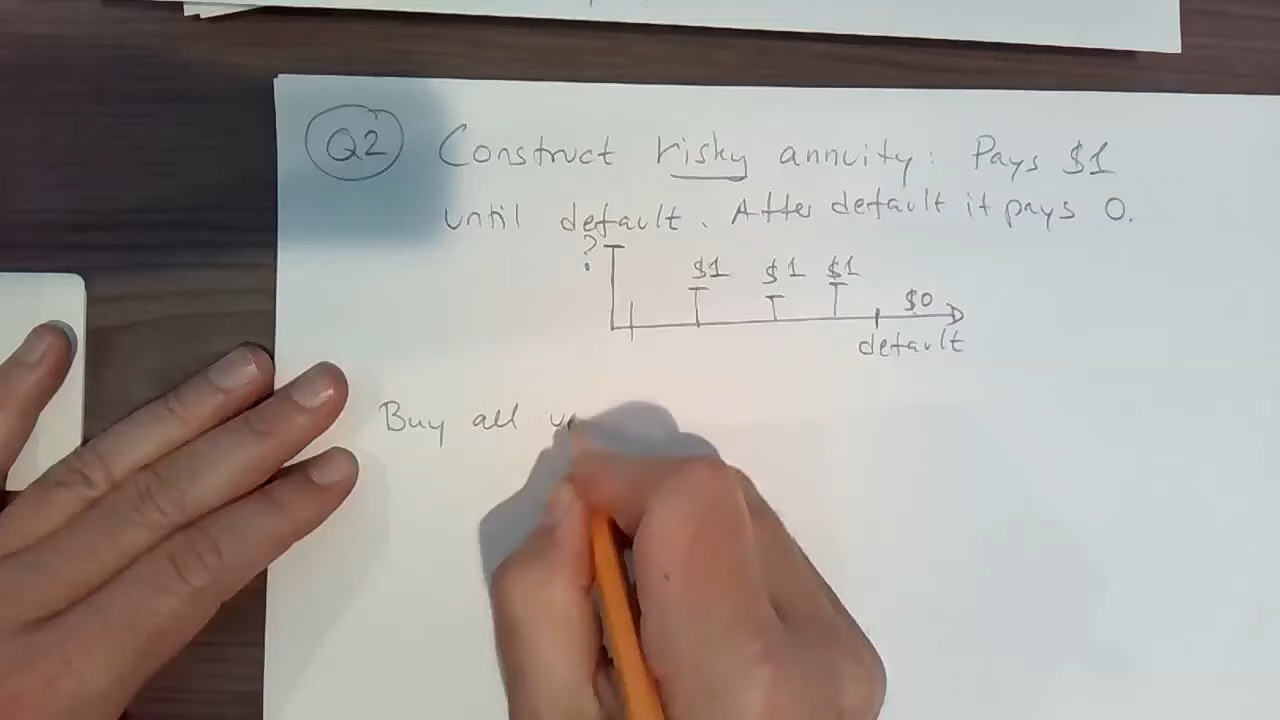 Q2 Construct risky annuity: Pays $1
until default. After default it pays 0.
? $1 $1 $1 $0
default
Buy all